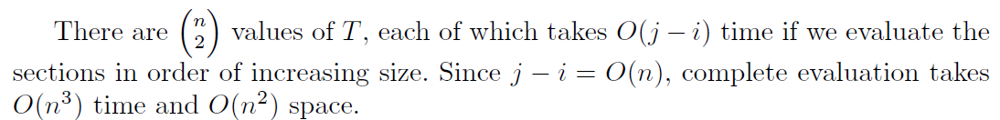 There are $\binom{n}{2}$ values of $T$, each of which takes $O(j - i)$ time if we evaluate the
sections in order of increasing size. Since $j - i = O(n)$, complete evaluation takes
$O(n^3)$ time and $O(n^2)$ space.